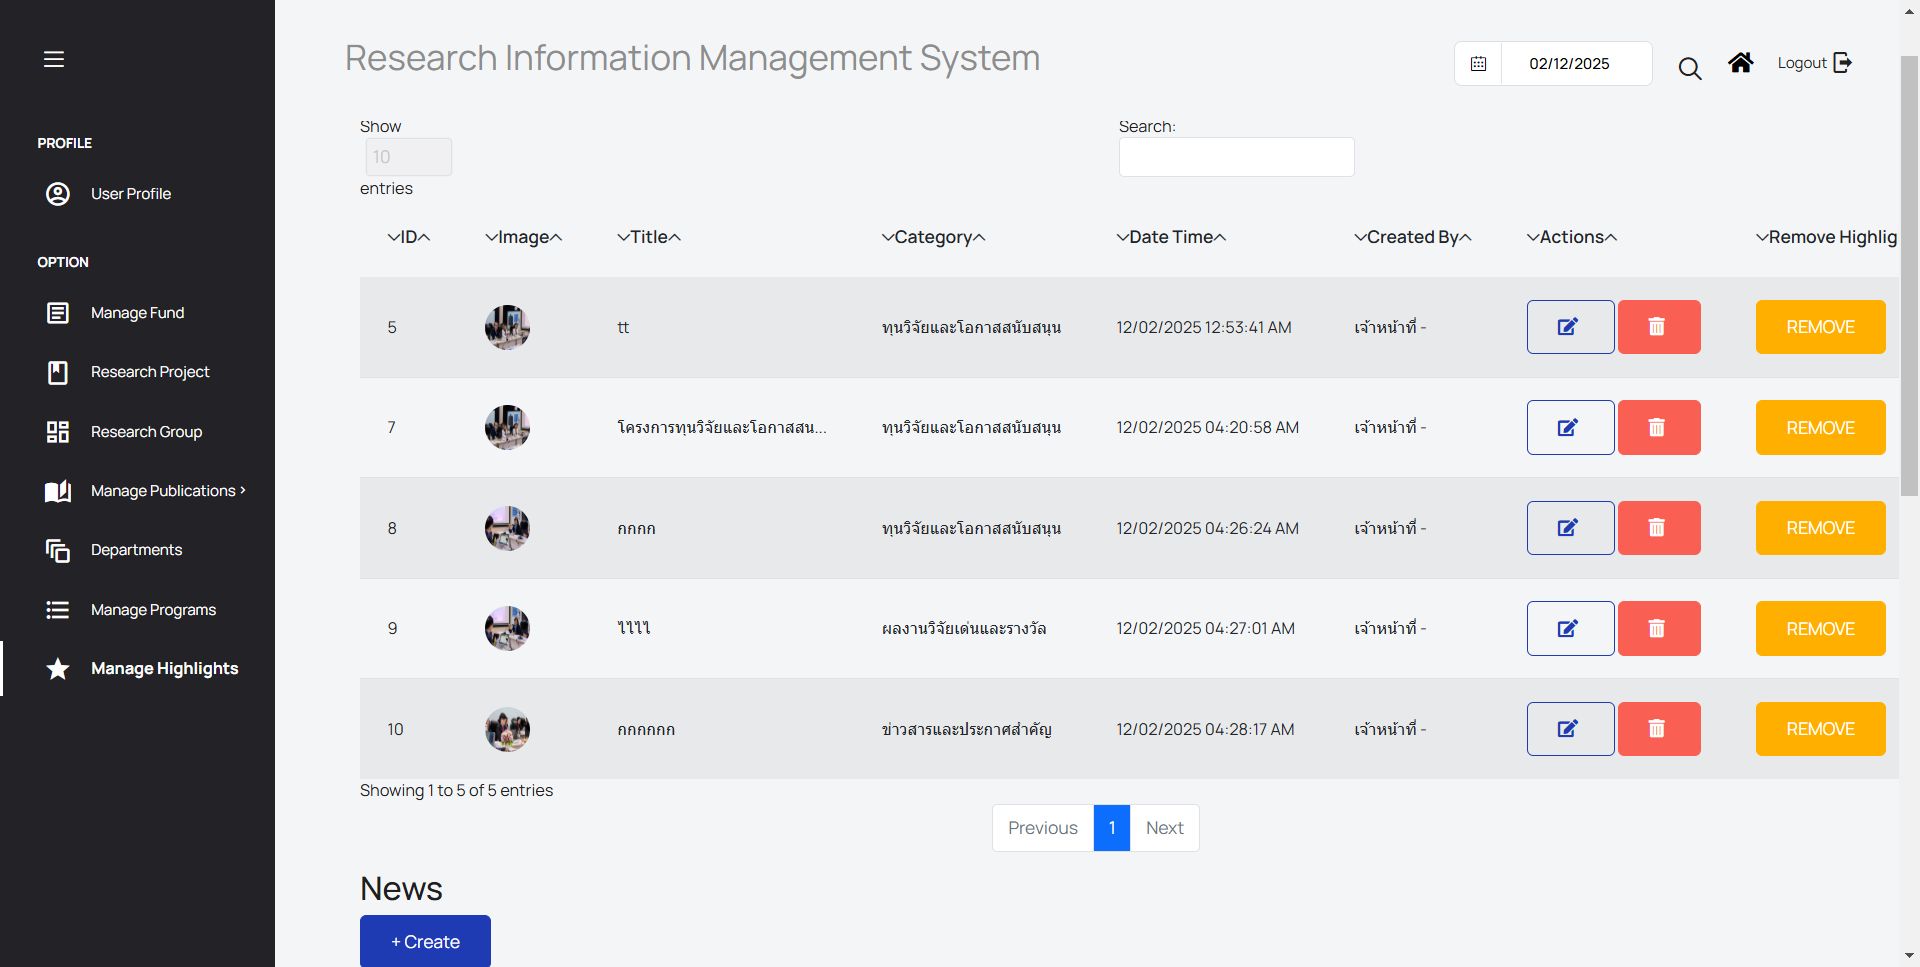 Research Information Management System
02/12/2025
Logout
PROFILE
User Profile
OPTION
Manage Fund
Research Project
Research Group
Manage Publications
Departments
Manage Programs
Manage Highlights
Show
10
entries
Search:
ID Image Title Category Date Time Created By Actions Remove Highlig
5 tt ทุนวิจัยและโอกาสสนับสนุน 12/02/2025 12:53:41 AM เจ้าหน้าที่ - REMOVE
7 โครงการทุนวิจัยและโอกาสสน... ทุนวิจัยและโอกาสสนับสนุน 12/02/2025 04:20:58 AM เจ้าหน้าที่ - REMOVE
8 กกกก ทุนวิจัยและโอกาสสนับสนุน 12/02/2025 04:26:24 AM เจ้าหน้าที่ - REMOVE
9 ไไไไ ผลงานวิจัยเด่นและรางวัล 12/02/2025 04:27:01 AM เจ้าหน้าที่ - REMOVE
10 กกกกกก ข่าวสารและประกาศสำคัญ 12/02/2025 04:28:17 AM เจ้าหน้าที่ - REMOVE
Showing 1 to 5 of 5 entries
Previous 1 Next
News
+ Create